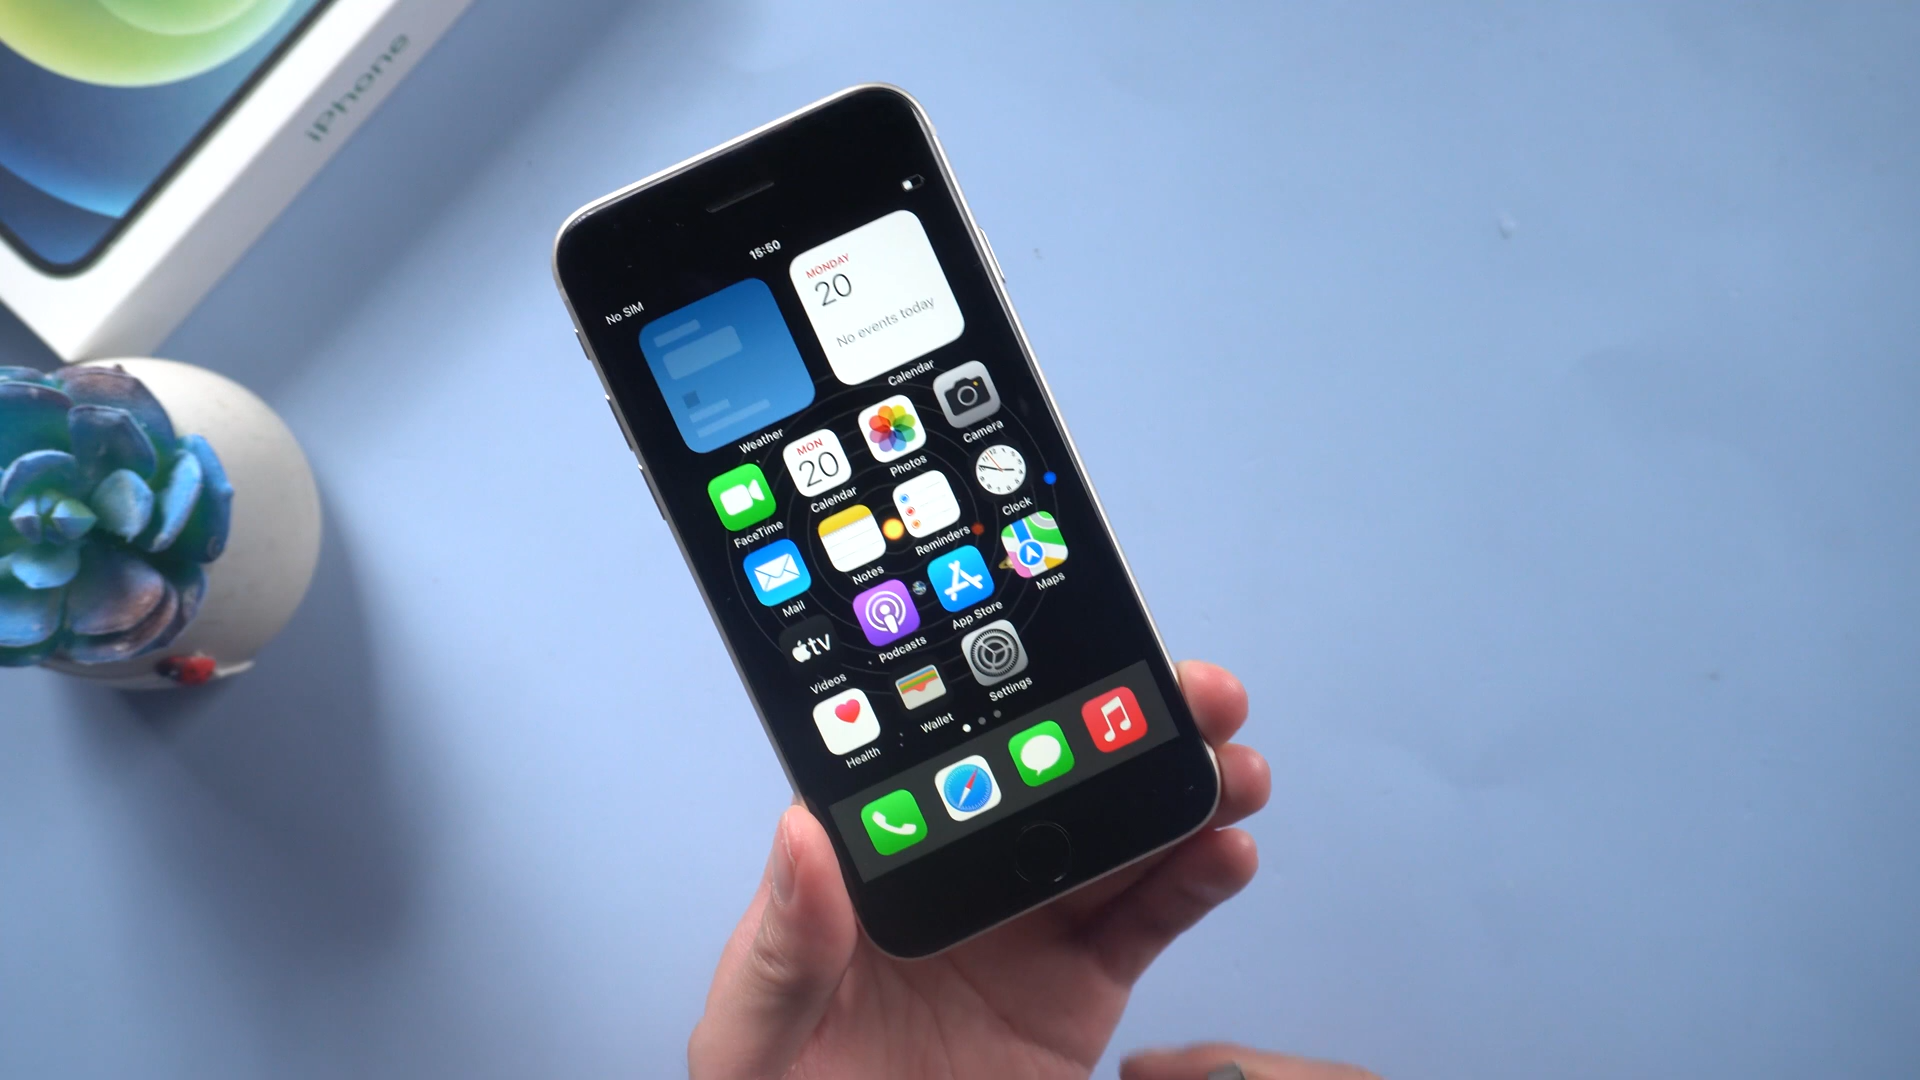 iPhone
15:50
No SIM
MONDAY
20
No events today
Weather
Calendar
FaceTime
MON
20
Calendar
Photos
Camera
Mail
Notes
Reminders
Clock
tv
Videos
Podcasts
App Store
Maps
Health
Wallet
Settings